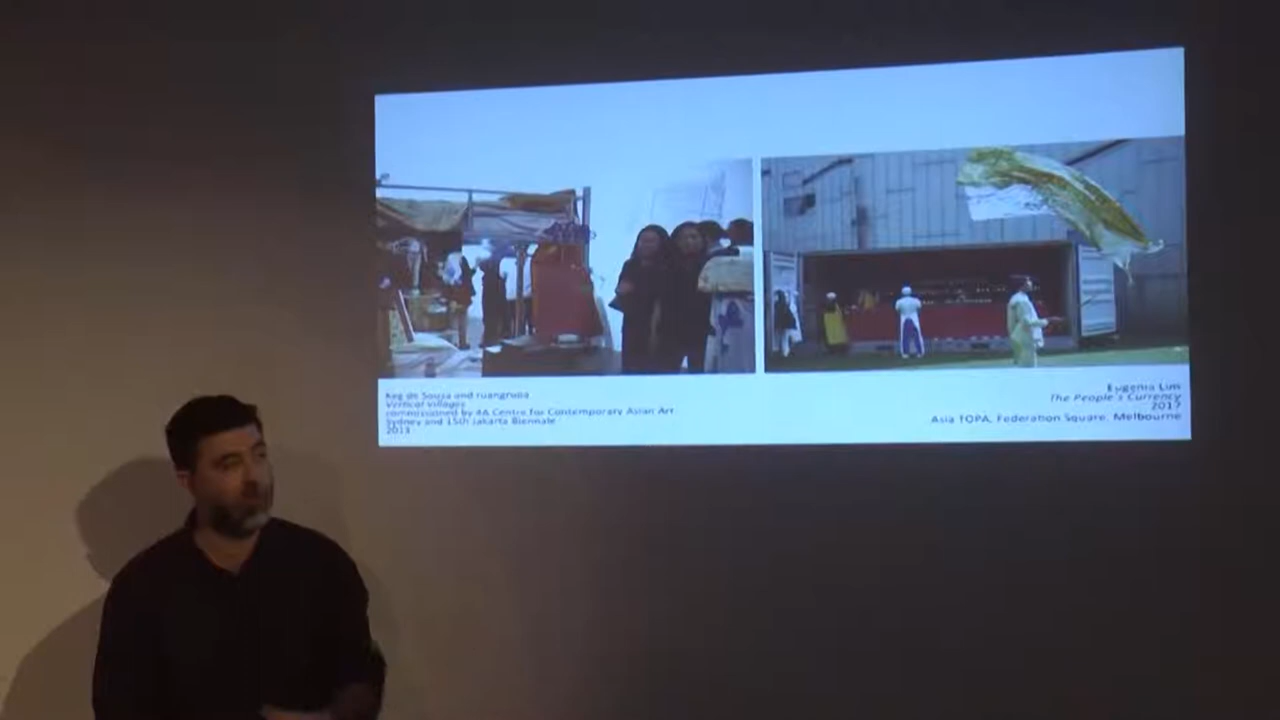 Keg de Souza and ruangrupa
Vertical Villages
commissioned by 4A Centre for Contemporary Asian Art
Sydney and 15th Jakarta Biennale
2013
Eugenia Lim
The People's Currency
2017
Asia TOPA, Federation Square, Melbourne